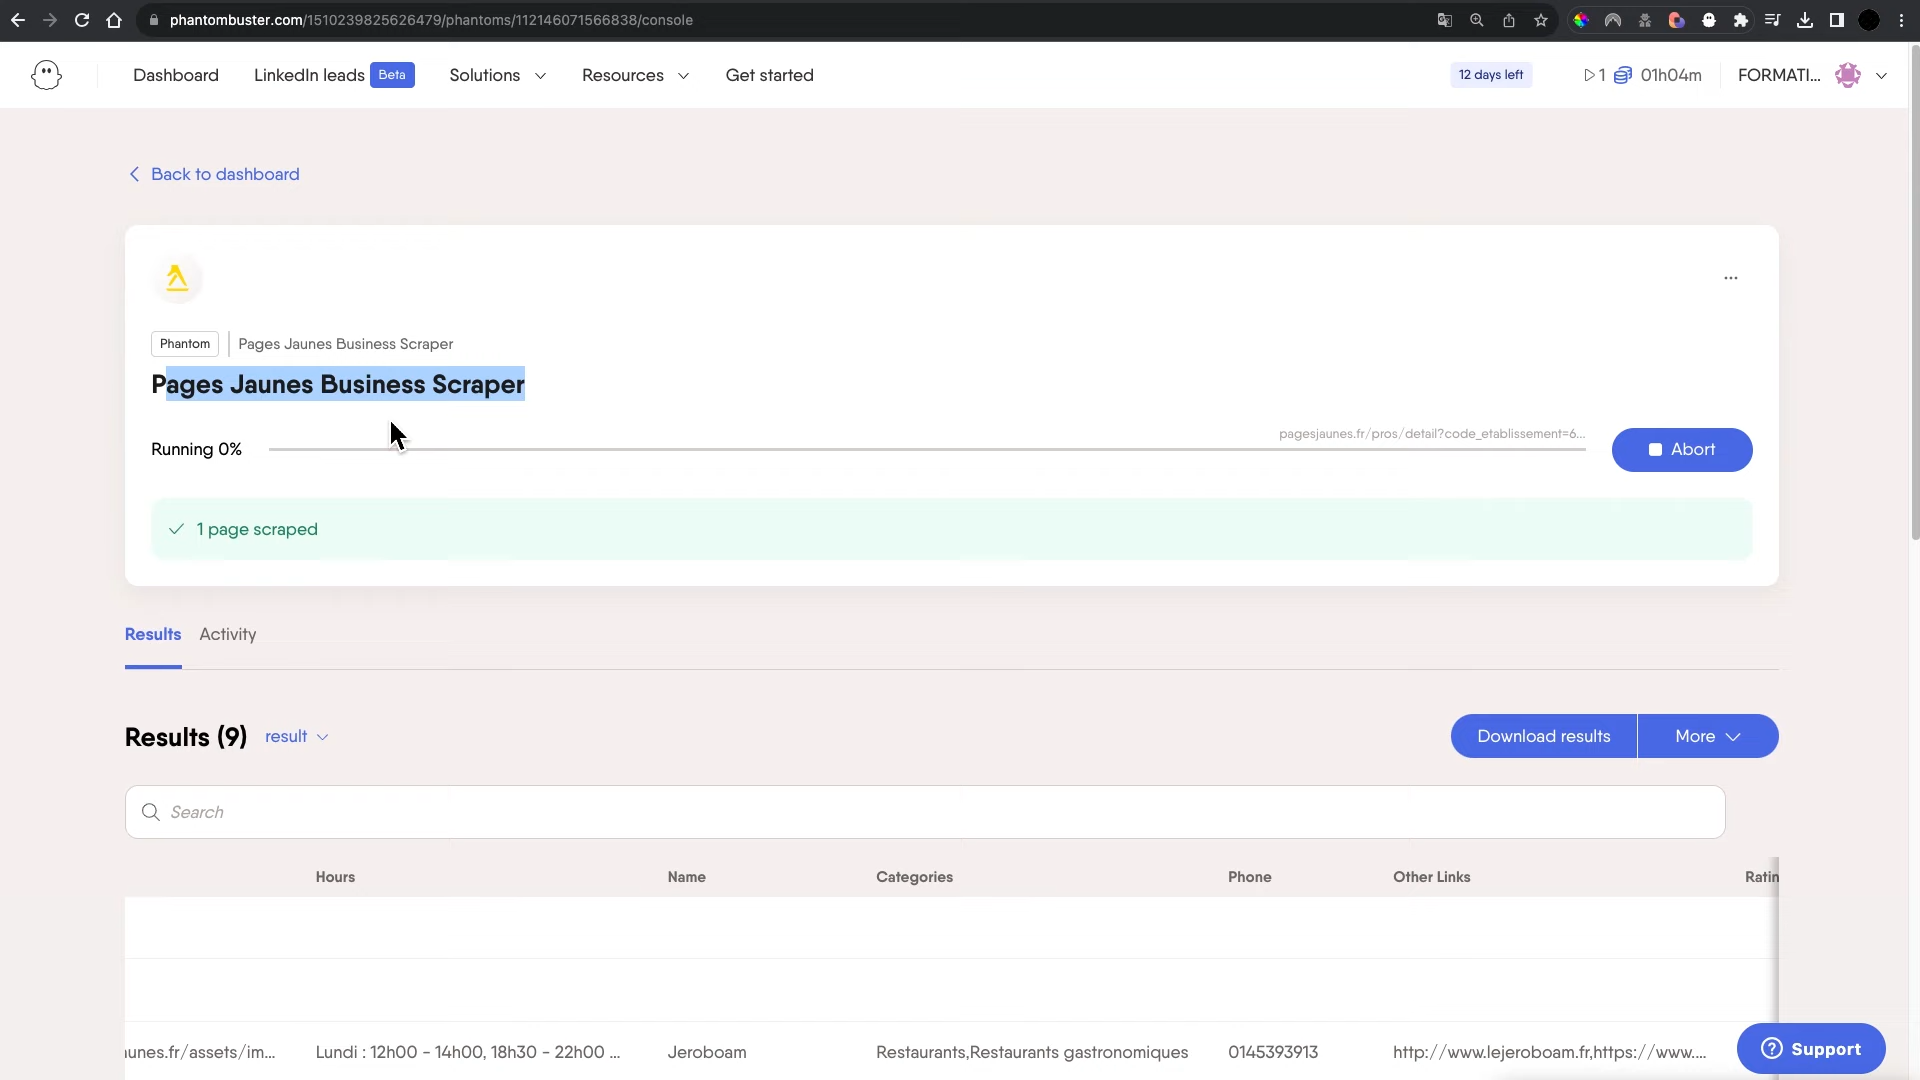 phantombuster.com/1510239825626479/phantoms/112146071566838/console
Dashboard
LinkedIn leads Beta
Solutions
Resources
Get started
12 days left
1 01h04m
FORMATI...
Back to dashboard
...
Phantom
Pages Jaunes Business Scraper
Pages Jaunes Business Scraper
Running 0%
pagesjaunes.fr/pros/detail?code_etablissement=6...
Abort
1 page scraped
Results Activity
Results (9) result
Download results More
Search
Hours Name Categories Phone Other Links Ratin
unes.fr/assets/im... Lundi : 12h00 - 14h00, 18h30 - 22h00 ... Jeroboam Restaurants,Restaurants gastronomiques 0145393913 http://www.lejeroboam.fr,https://www....
Support